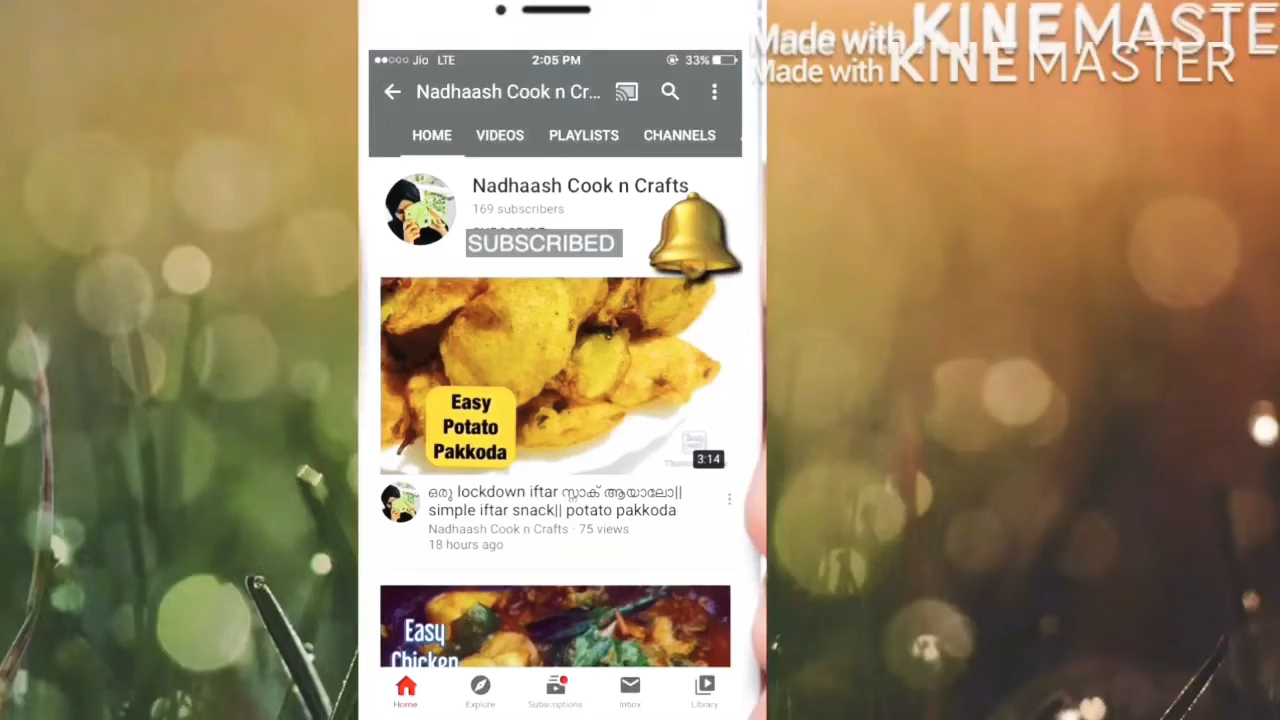 Made with KINEMASTE
Made with KINEMASTER
Jio LTE 2:05 PM 33%
Nadhaash Cook n Cr...
HOME VIDEOS PLAYLISTS CHANNELS
Nadhaash Cook n Crafts
169 subscribers
SUBSCRIBED
Easy
Potato
Pakkoda
3:14
ഒരു lockdown iftar സ്നാക് ആയാലോ||
simple iftar snack|| potato pakkoda
Nadhaash Cook n Crafts · 75 views
18 hours ago
Easy
Chicken
Home Explore Subscriptions Inbox Library